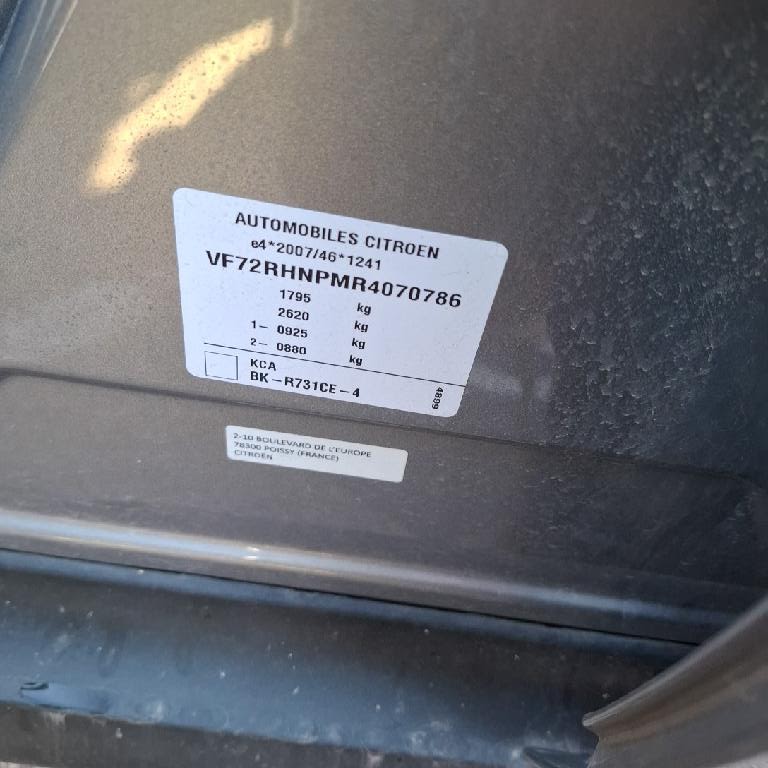 AUTOMOBILES CITROEN
e4*2007/46*1241
VF72RHNPMR4070786
1795 kg
2620 kg
1- 0925 kg
2- 0880 kg
KCA
BK-R731CE-4
4899
2-10 BOULEVARD DE L'EUROPE
78300 POISSY (FRANCE)
CITROEN